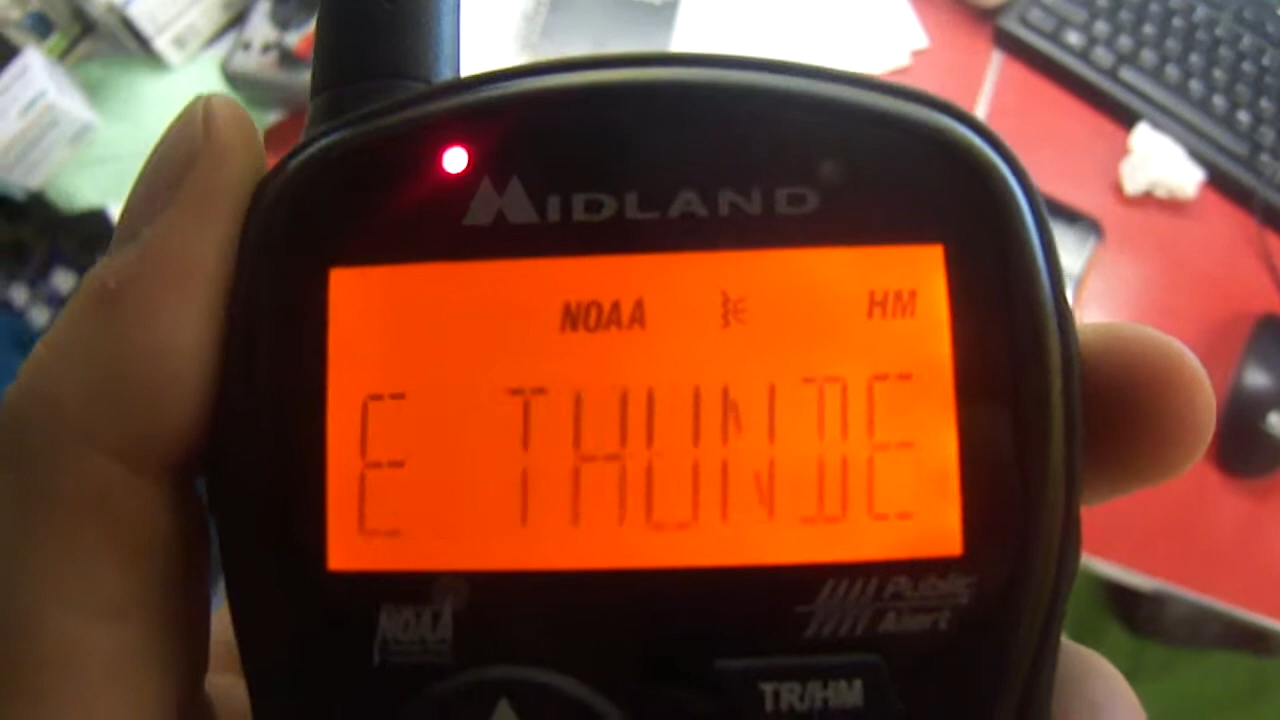 MIDLAND
NOAA HM
E THUNDE
NOAA
Public
Alert
TR/HM